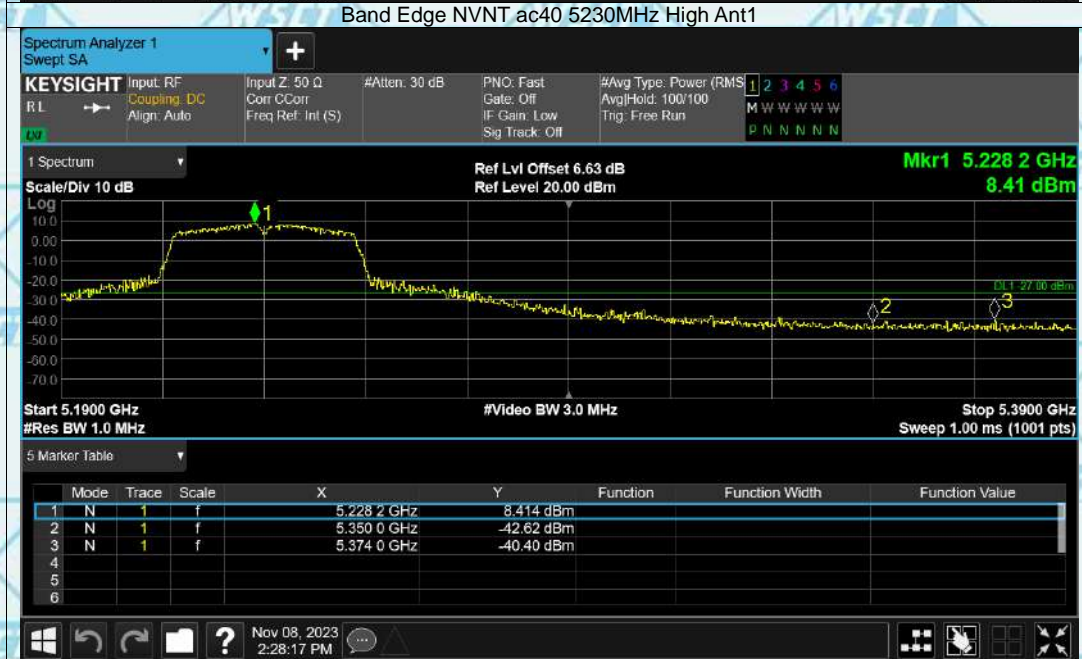 Band Edge NVNT ac40 5230MHz High Ant1
Spectrum Analyzer 1
Swept SA
+
KEYSIGHT Input: RF Input Z: 50 Ω #Atten: 30 dB PNO: Fast #Avg Type: Power (RMS 1 2 3 4 5 6
RL Coupling: DC Corr CCorr Gate: Off Avg|Hold: 100/100 M W W W W W
Align: Auto Freq Ref: Int (S) IF Gain: Low Trig: Free Run
LXI Sig Track: Off P N N N N N
1 Spectrum Ref Lvl Offset 6.63 dB Mkr1 5.228 2 GHz
Scale/Div 10 dB Ref Level 20.00 dBm 8.41 dBm
Log
1
10.0
0.00
-10.0
-20.0
DL1 -27.00 dBm
-30.0
2
3
-40.0
-50.0
-60.0
-70.0
Start 5.1900 GHz #Video BW 3.0 MHz Stop 5.3900 GHz
#Res BW 1.0 MHz Sweep 1.00 ms (1001 pts)
5 Marker Table
Mode Trace Scale X Y Function Function Width Function Value
1 N 1 f 5.228 2 GHz 8.414 dBm
2 N 1 f 5.350 0 GHz -42.62 dBm
3 N 1 f 5.374 0 GHz -40.40 dBm
4
5
6
? Nov 08, 2023
2:28:17 PM